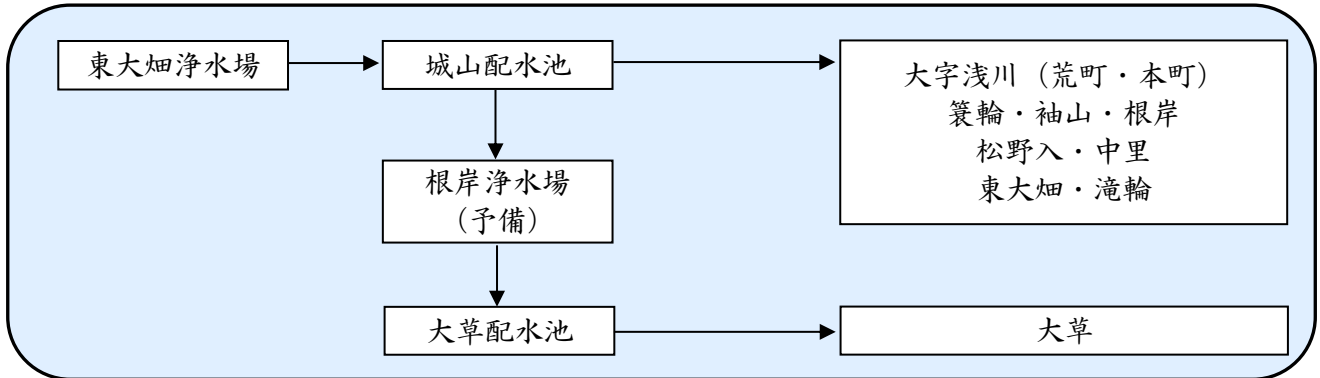 東大畑浄水場
城山配水池
大字浅川（荒町・本町）
簑輪・袖山・根岸
松野入・中里
東大畑・滝輪
根岸浄水場
（予備）
大草配水池
大草